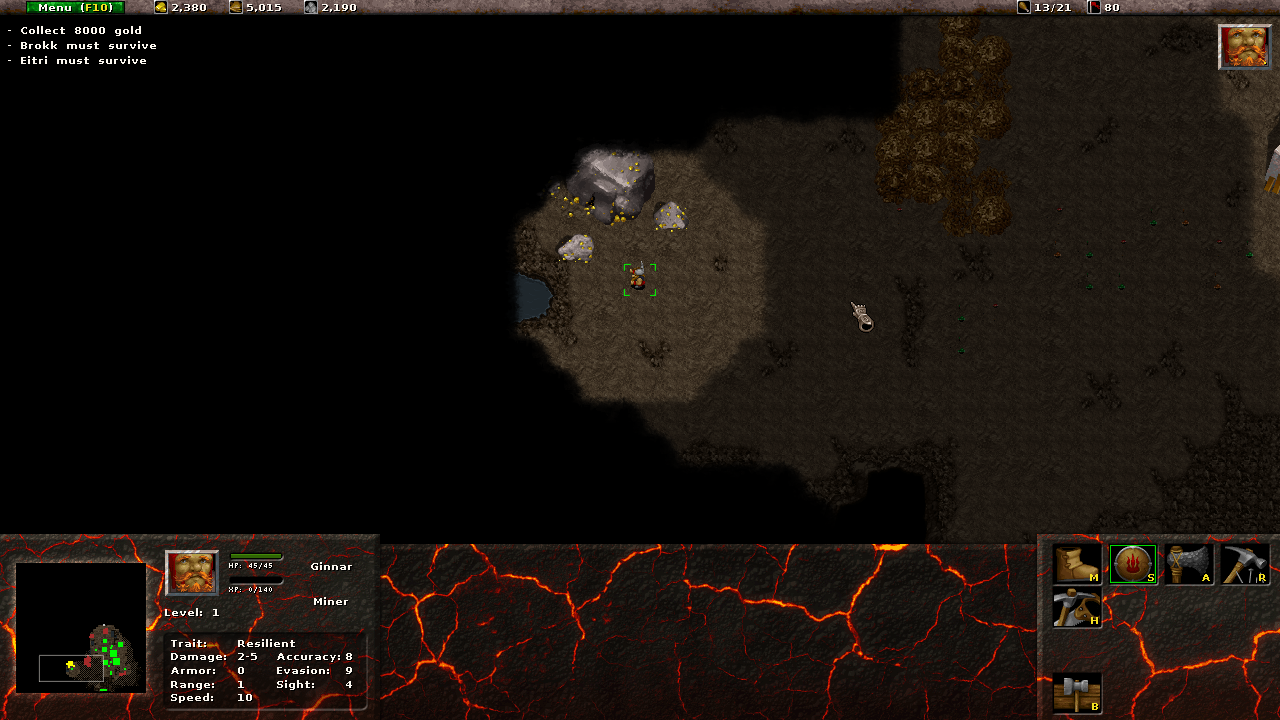 Menu (F10) 2,380 5,015 2,190 13/21 80
- Collect 8000 gold
- Brokk must survive
- Eitri must survive
HP: 45/45
Ginnar
XP: 0/140
Miner
Level: 1
Trait: Resilient
Damage: 2-5 Accuracy: 8
Armor: 0 Evasion: 9
Range: 1 Sight: 4
Speed: 10
M S A R
H
B